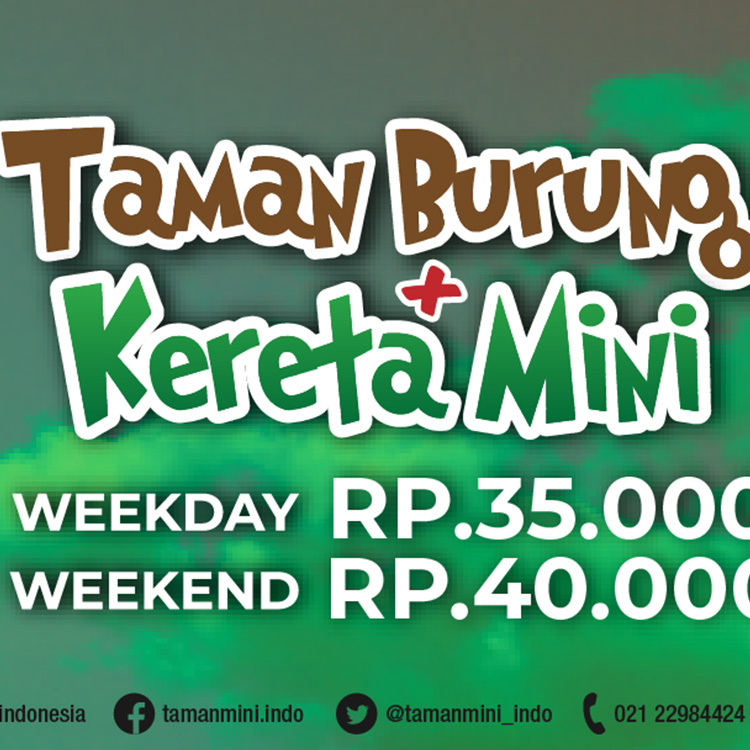 Taman Burung
+
Kereta Mini
WEEKDAY RP.35.000
WEEKEND RP.40.000
indonesia tamanmini.indo @tamanmini_indo 021 22984424